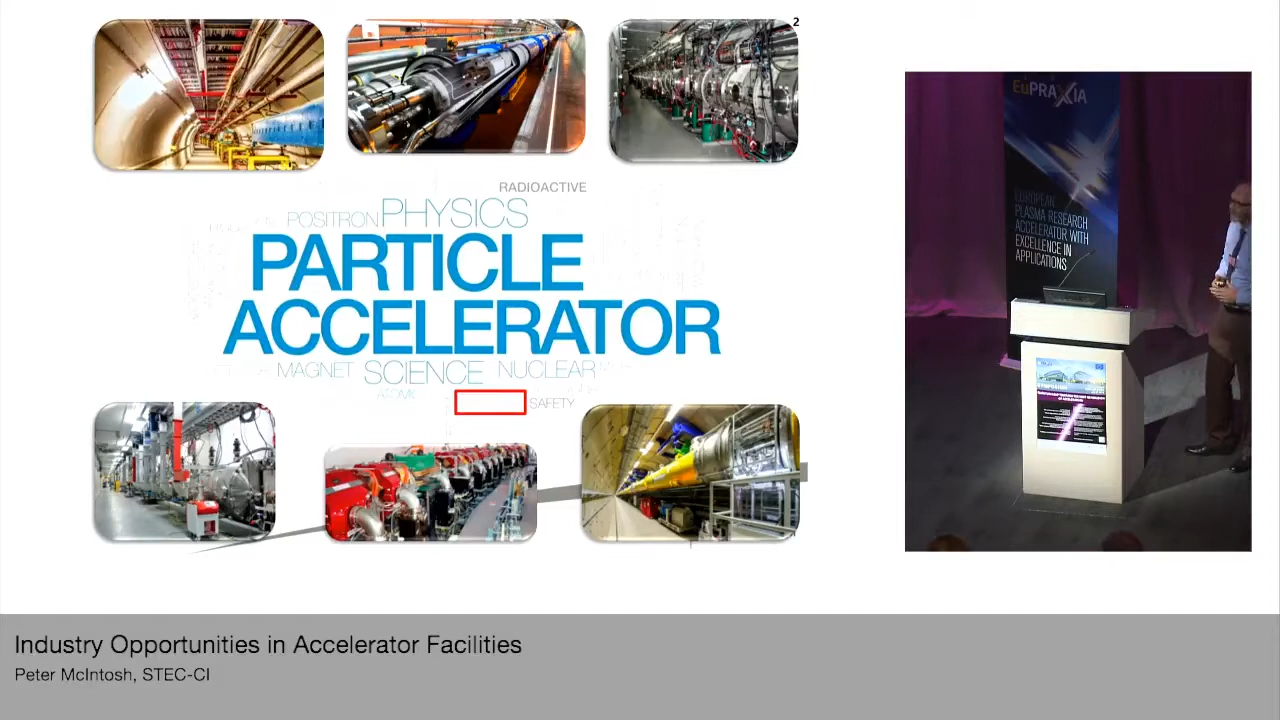 2
RADIOACTIVE
POSITRON PHYSICS
PARTICLE
ACCELERATOR
MAGNET SCIENCE NUCLEAR
ATOMIC
SAFETY
EuPRAXIA
EUROPEAN
PLASMA RESEARCH
ACCELERATOR WITH
EXCELLENCE IN
APPLICATIONS
SYMPOSIUM
Industry Opportunities in Accelerator Facilities
Peter McIntosh, STEC-CI